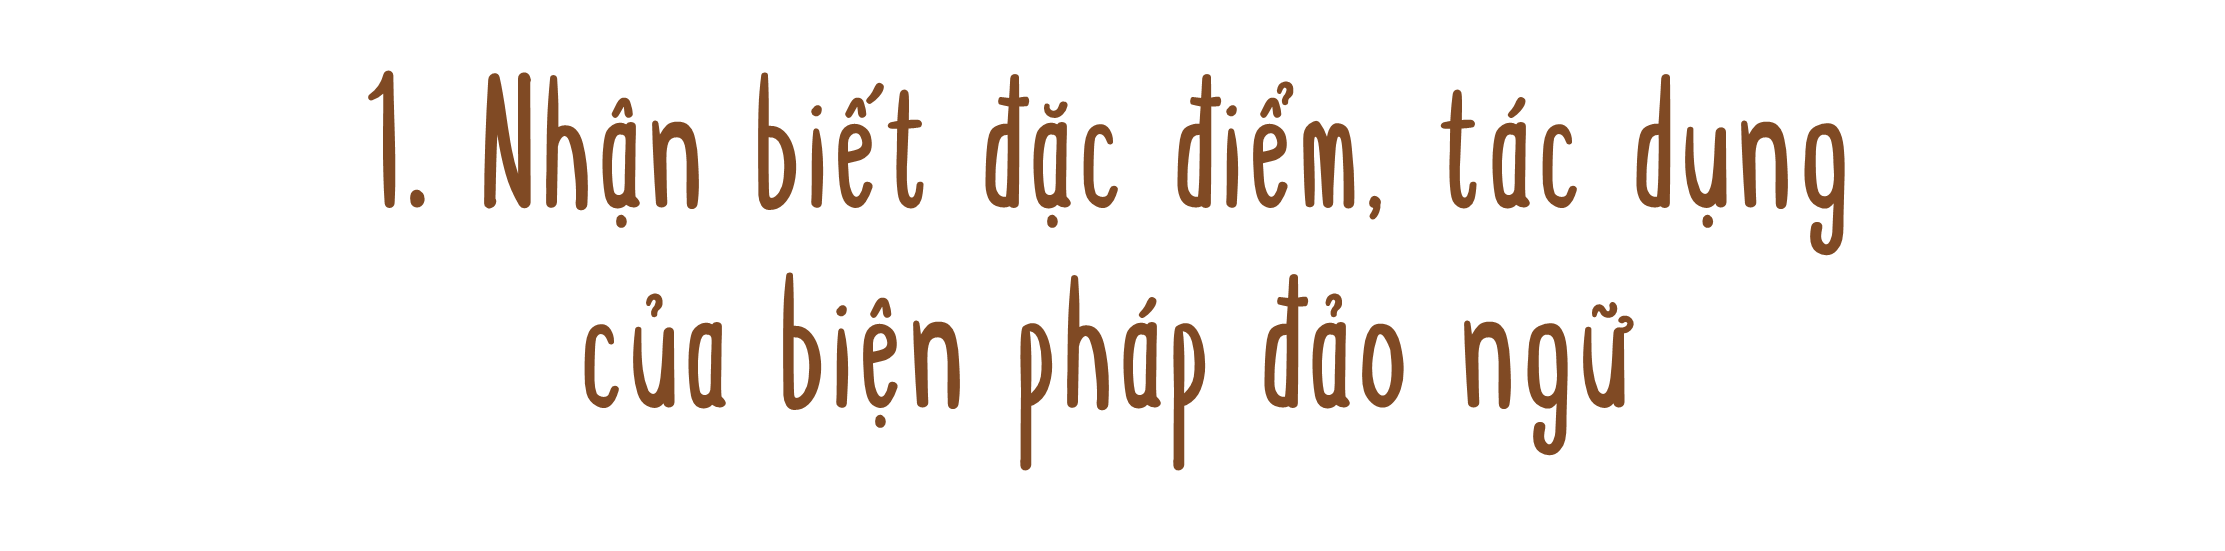 1. Nhận biết đặc điểm, tác dụng
của biện pháp đảo ngữ